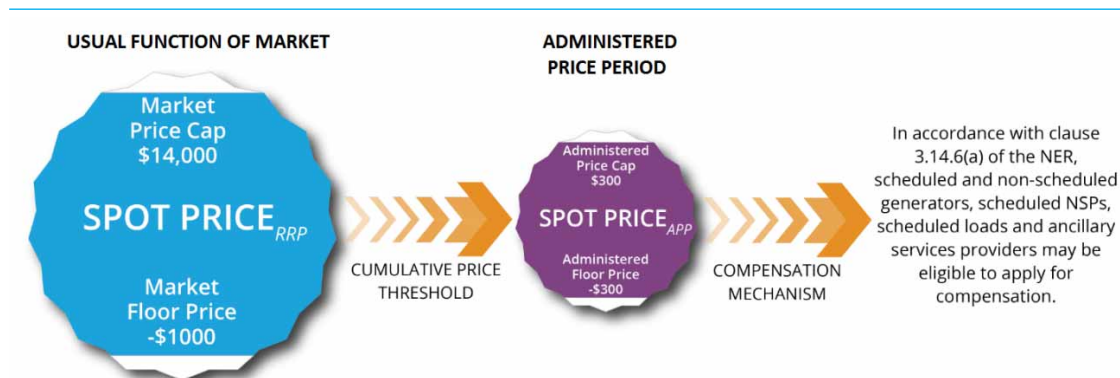 USUAL FUNCTION OF MARKET
ADMINISTERED
PRICE PERIOD
Market
Price Cap
$14,000
SPOT PRICE RRP
Market
Floor Price
-$1000
CUMULATIVE PRICE
THRESHOLD
Administered
Price Cap
$300
SPOT PRICE APP
Administered
Floor Price
-$300
COMPENSATION
MECHANISM
In accordance with clause
3.14.6(a) of the NER,
scheduled and non-scheduled
generators, scheduled NSPs,
scheduled loads and ancillary
services providers may be
eligible to apply for
compensation.